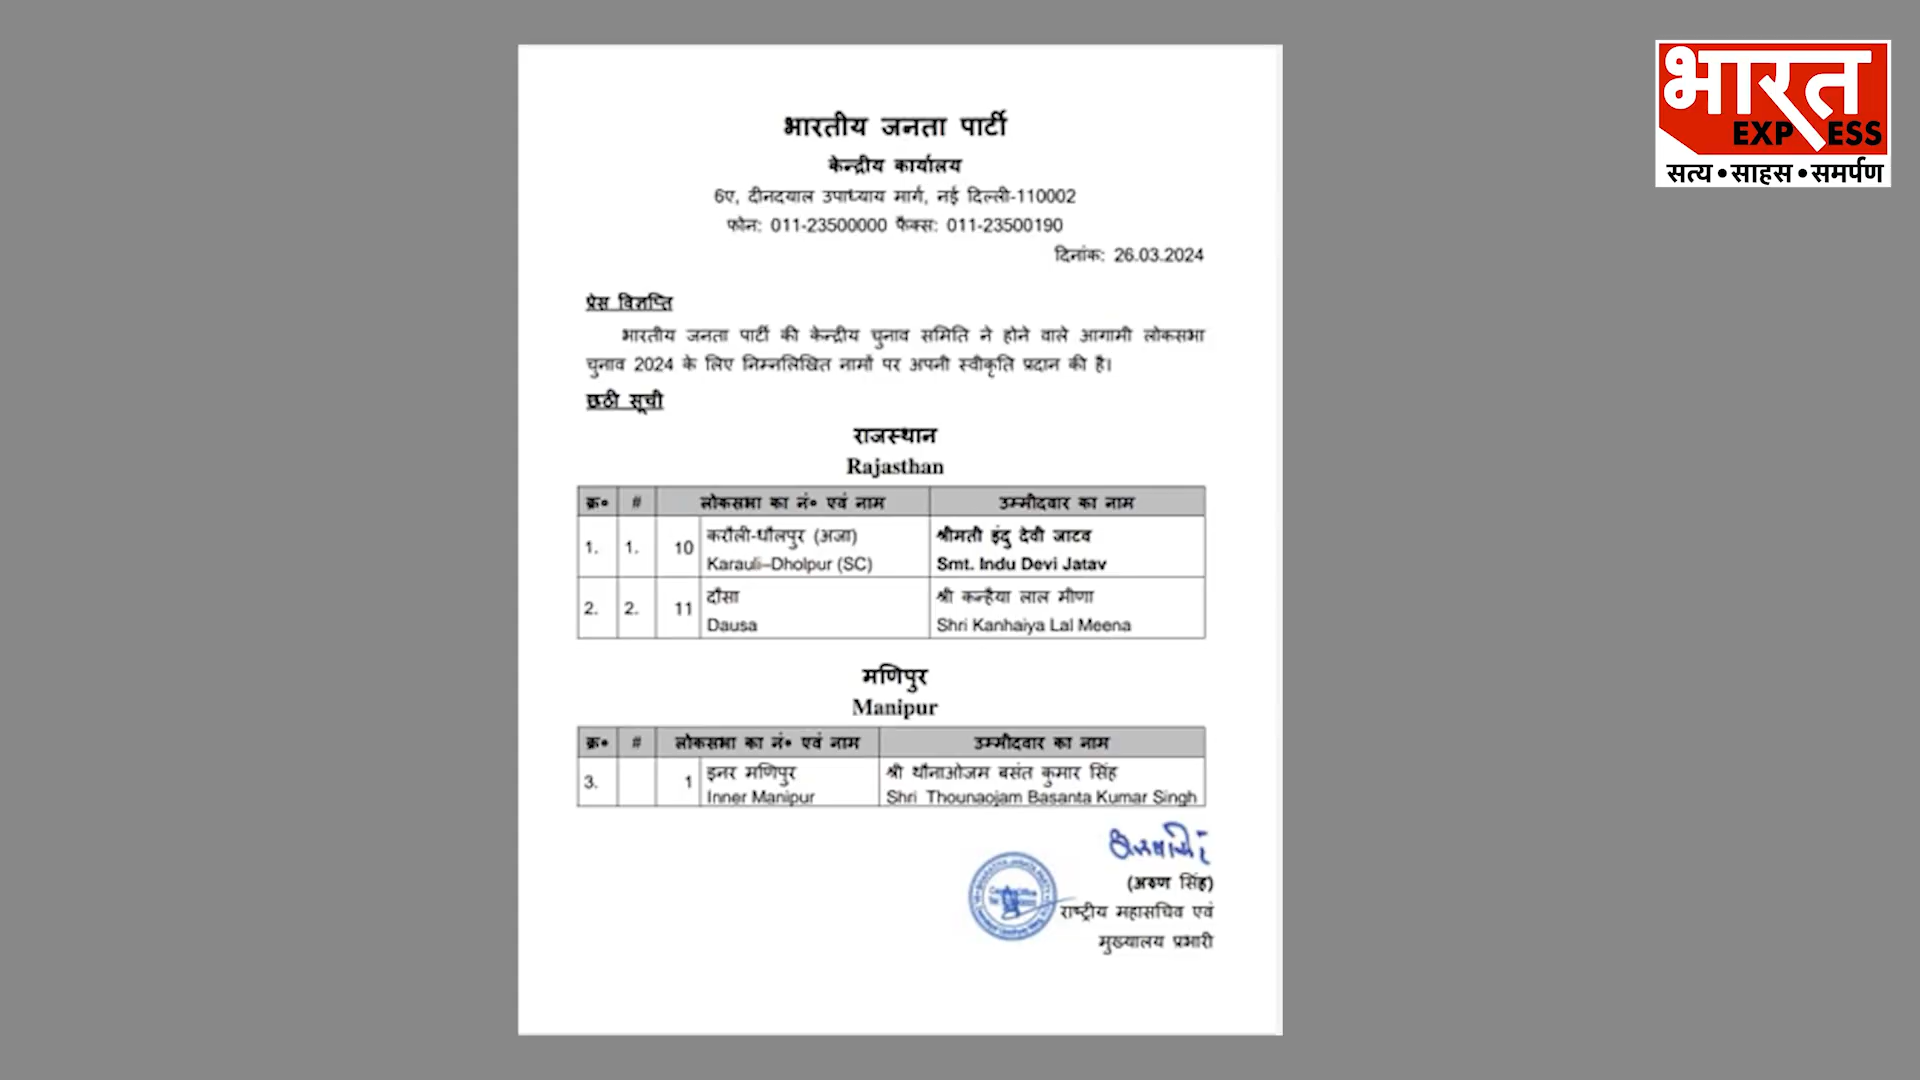 भारतीय जनता पार्टी
केन्द्रीय कार्यालय
6ए, दीनदयाल उपाध्याय मार्ग, नई दिल्ली-110002
फोन: 011-23500000 फैक्स: 011-23500190
दिनांक: 26.03.2024
प्रेस विज्ञप्ति
भारतीय जनता पार्टी की केन्द्रीय चुनाव समिति ने होने वाले आगामी लोकसभा
चुनाव 2024 के लिए निम्नलिखित नामों पर अपनी स्वीकृति प्रदान की है।
छठी सूची
राजस्थान
Rajasthan
क्र० # लोकसभा का नं० एवं नाम उम्मीदवार का नाम
1. 1. 10 करौली-धौलपुर (अजा) श्रीमती इंदु देवी जाटव
Karauli–Dholpur (SC) Smt. Indu Devi Jatav
2. 2. 11 दौसा श्री कन्हैया लाल मीणा
Dausa Shri Kanhaiya Lal Meena
मणिपुर
Manipur
क्र० # लोकसभा का नं० एवं नाम उम्मीदवार का नाम
3. 1 इनर मणिपुर श्री थौनाओजम बसंत कुमार सिंह
Inner Manipur Shri Thounaojam Basanta Kumar Singh
(अरुण सिंह)
राष्ट्रीय महासचिव एवं
मुख्यालय प्रभारी
भारत
EXPRESS
सत्य•साहस•समर्पण